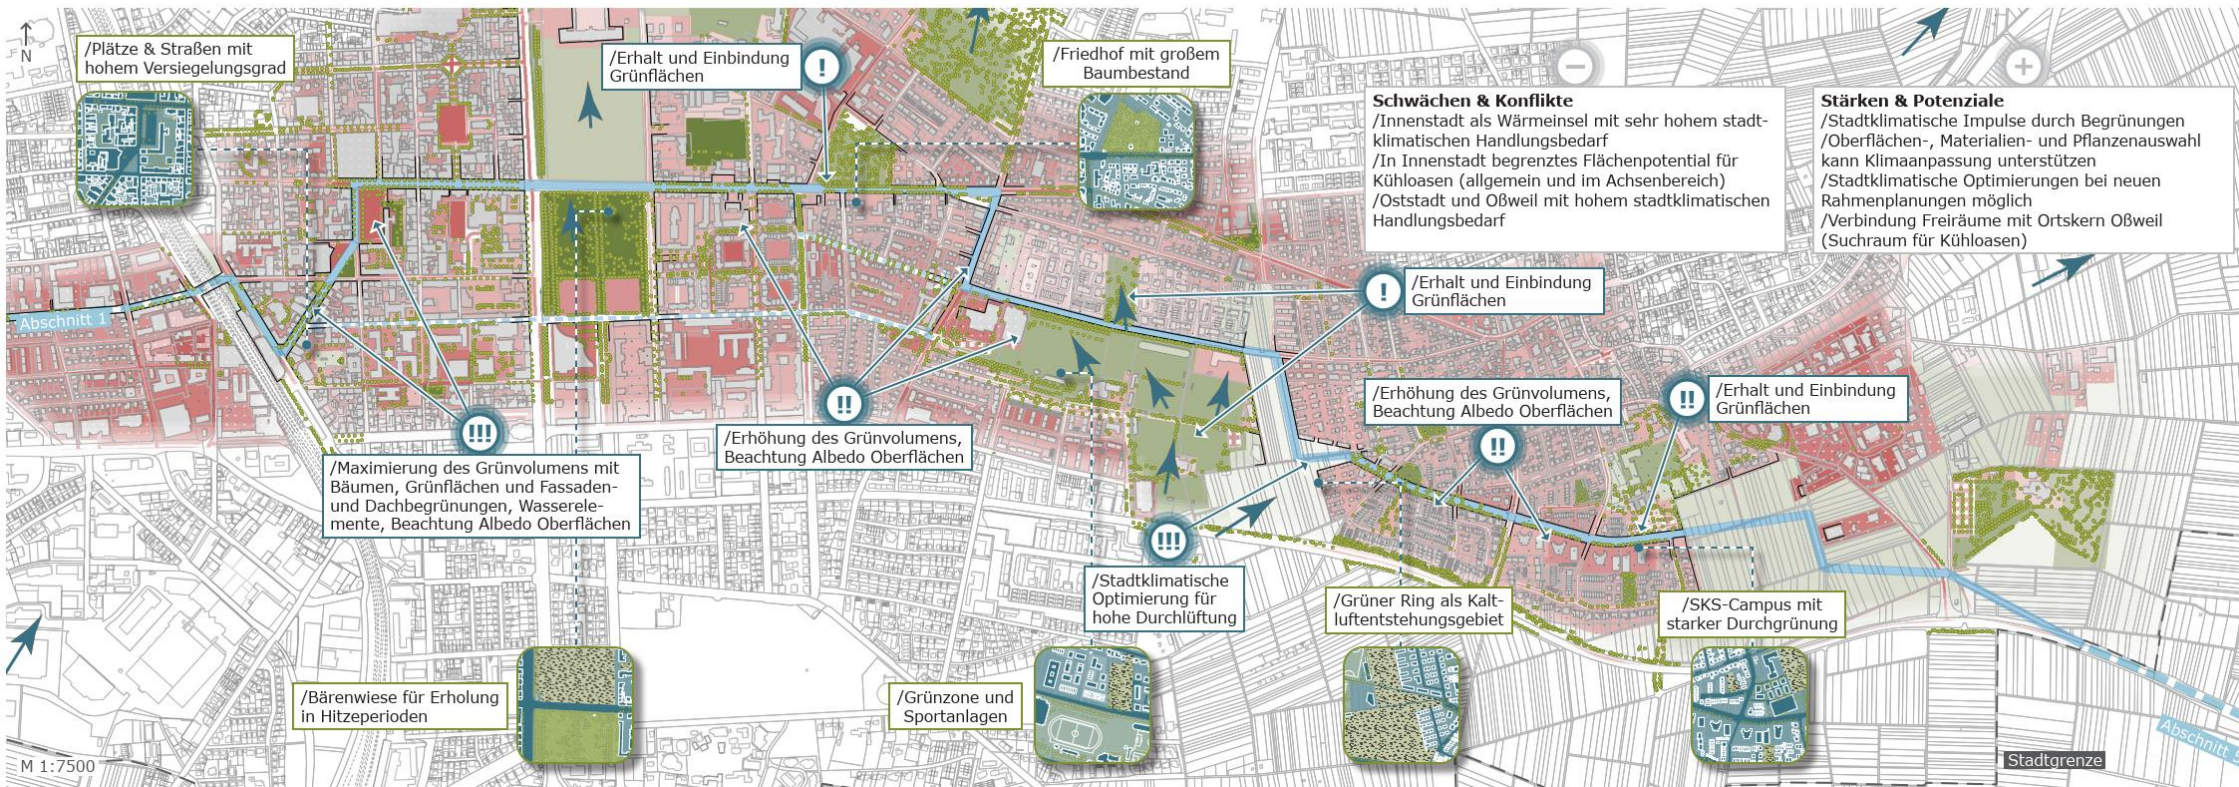 N
/Plätze & Straßen mit
hohem Versiegelungsgrad
/Erhalt und Einbindung
Grünflächen
!
/Friedhof mit großem
Baumbestand
–
Schwächen & Konflikte
/Innenstadt als Wärmeinsel mit sehr hohem stadt-
klimatischen Handlungsbedarf
/In Innenstadt begrenztes Flächenpotential für
Kühloasen (allgemein und im Achsenbereich)
/Oststadt und Oßweil mit hohem stadtklimatischen
Handlungsbedarf
+
Stärken & Potenziale
/Stadtklimatische Impulse durch Begrünungen
/Oberflächen-, Materialien- und Pflanzenauswahl
kann Klimaanpassung unterstützen
/Stadtklimatische Optimierungen bei neuen
Rahmenplanungen möglich
/Verbindung Freiräume mit Ortskern Oßweil
(Suchraum für Kühloasen)
Abschnitt 1
!
/Erhalt und Einbindung
Grünflächen
!!!
/Maximierung des Grünvolumens mit
Bäumen, Grünflächen und Fassaden-
und Dachbegrünungen, Wasserele-
mente, Beachtung Albedo Oberflächen
!!
/Erhöhung des Grünvolumens,
Beachtung Albedo Oberflächen
/Erhöhung des Grünvolumens,
Beachtung Albedo Oberflächen
!!
!!
/Erhalt und Einbindung
Grünflächen
!!!
/Stadtklimatische
Optimierung für
hohe Durchlüftung
/Grüner Ring als Kalt-
luftentstehungsgebiet
/SKS-Campus mit
starker Durchgrünung
/Bärenwiese für Erholung
in Hitzeperioden
/Grünzone und
Sportanlagen
Abschnitt
M 1:7500
Stadtgrenze